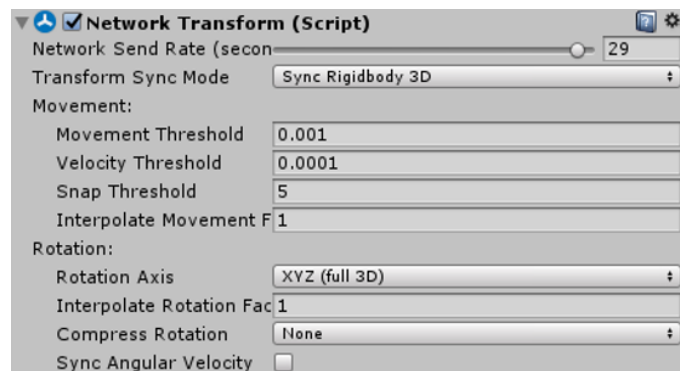 Network Transform (Script)
Network Send Rate (secon 29
Transform Sync Mode Sync Rigidbody 3D
Movement:
Movement Threshold 0.001
Velocity Threshold 0.0001
Snap Threshold 5
Interpolate Movement F 1
Rotation:
Rotation Axis XYZ (full 3D)
Interpolate Rotation Fac 1
Compress Rotation None
Sync Angular Velocity